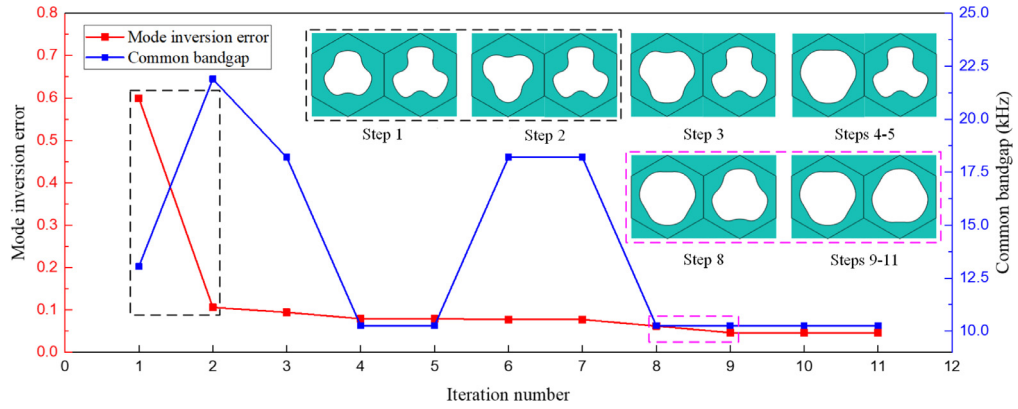 Mode inversion error
Common bandgap
Step 1
Step 2
Step 3
Steps 4-5
Step 8
Steps 9-11
Mode inversion error
0.8
0.7
0.6
0.5
0.4
0.3
0.2
0.1
0.0
Common bandgap (kHz)
25.0
22.5
20.0
17.5
15.0
12.5
10.0
0 1 2 3 4 5 6 7 8 9 10 11 12
Iteration number